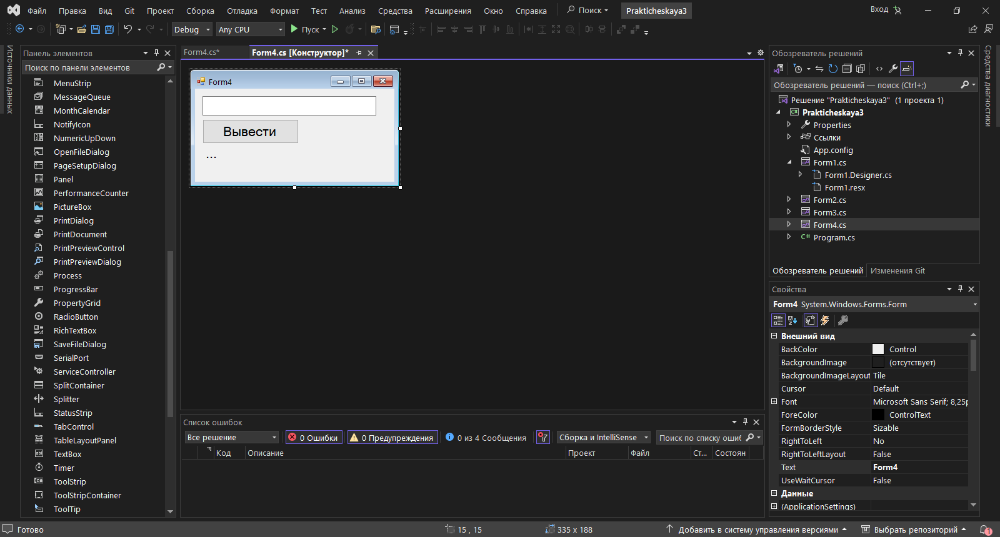 Файл Правка Вид Git Проект Сборка Отладка Формат Тест Анализ Средства Расширения Окно Справка Поиск Prakticheskaya3 Вход
Debug Any CPU Пуск
Источники данных
Панель элементов
Поиск по панели элементов
MenuStrip
MessageQueue
MonthCalendar
NotifyIcon
NumericUpDown
OpenFileDialog
PageSetupDialog
Panel
PerformanceCounter
PictureBox
PrintDialog
PrintDocument
PrintPreviewControl
PrintPreviewDialog
Process
ProgressBar
PropertyGrid
RadioButton
RichTextBox
SaveFileDialog
SerialPort
ServiceController
SplitContainer
Splitter
StatusStrip
TabControl
TableLayoutPanel
TextBox
Timer
ToolStrip
ToolStripContainer
ToolTip
Form4.cs* Form4.cs [Конструктор]*
Form4
Вывести
...
Список ошибок
Все решение 0 Ошибки 0 Предупреждения 0 из 4 Сообщения Сборка и IntelliSense Поиск по списку ошиб
Код Описание Проект Файл Ст... Состоян
Обозреватель решений
Обозреватель решений — поиск (Ctrl+;)
Решение "Prakticheskaya3" (1 проекта 1)
Prakticheskaya3
Properties
Ссылки
App.config
Form1.cs
Form1.Designer.cs
Form1.resx
Form2.cs
Form3.cs
Form4.cs
C# Program.cs
Обозреватель решений Изменения Git
Свойства
Form4 System.Windows.Forms.Form
Внешний вид
BackColor Control
BackgroundImage (отсутствует)
BackgroundImageLayout Tile
Cursor Default
Font Microsoft Sans Serif; 8,25p
ForeColor ControlText
FormBorderStyle Sizable
RightToLeft No
RightToLeftLayout False
Text Form4
UseWaitCursor False
Данные
(ApplicationSettings)
Средства диагностики
Готово 15 , 15 335 x 188 Добавить в систему управления версиями Выбрать репозиторий 1